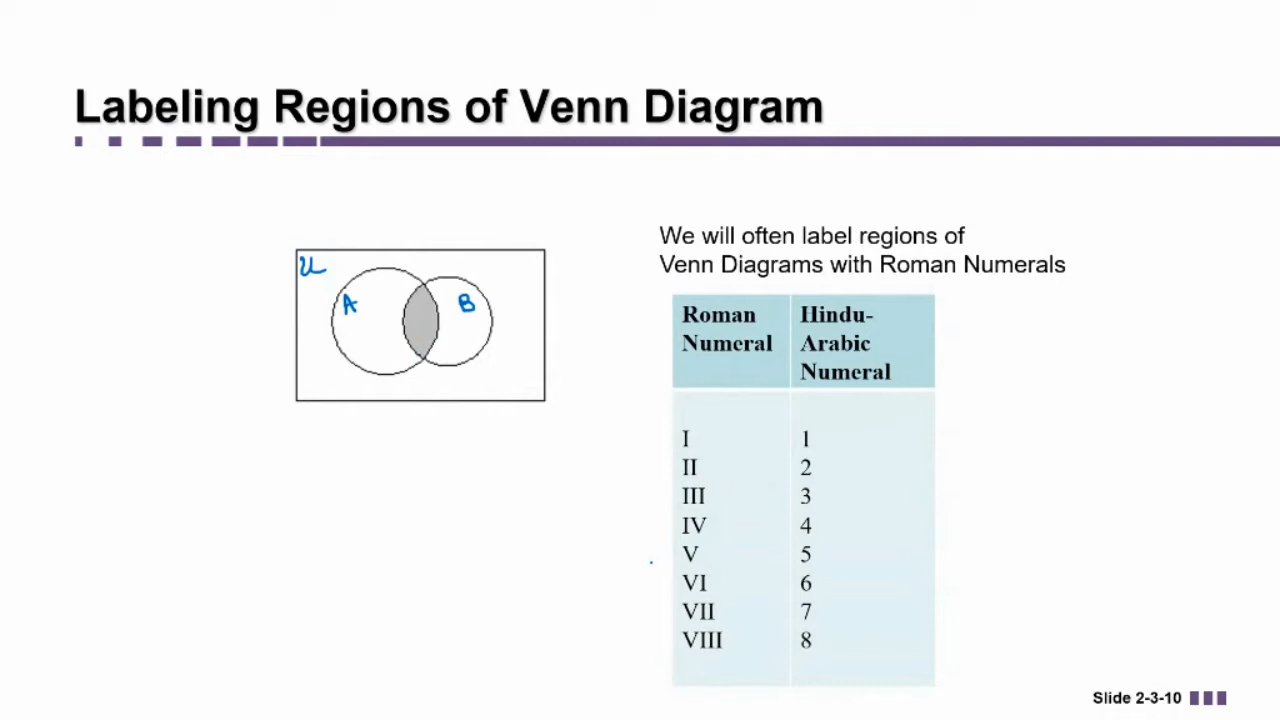 Labeling Regions of Venn Diagram
U
A
B
We will often label regions of
Venn Diagrams with Roman Numerals
Roman
Numeral
Hindu-
Arabic
Numeral
I 1
II 2
III 3
IV 4
V 5
VI 6
VII 7
VIII 8
Slide 2-3-10